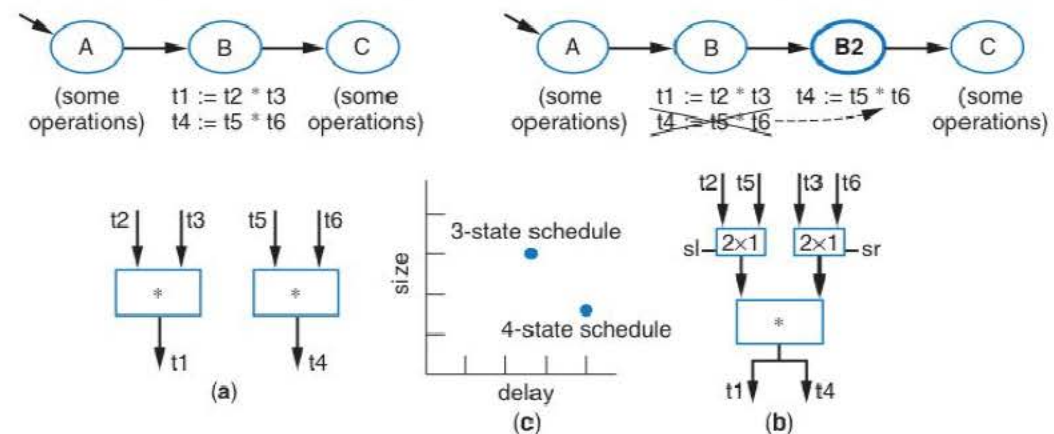 A B C
(some operations)
t1 := t2 * t3
t4 := t5 * t6
(some operations)
A B B2 C
(some operations)
t1 := t2 * t3
t4 := t5 * t6
t4 := t5 * t6
(some operations)
t2 t3 t5 t6
* *
t1 t4
(a)
size
3-state schedule
4-state schedule
delay
(c)
t2 t5 t3 t6
sl 2×1 2×1 sr
*
t1 t4
(b)